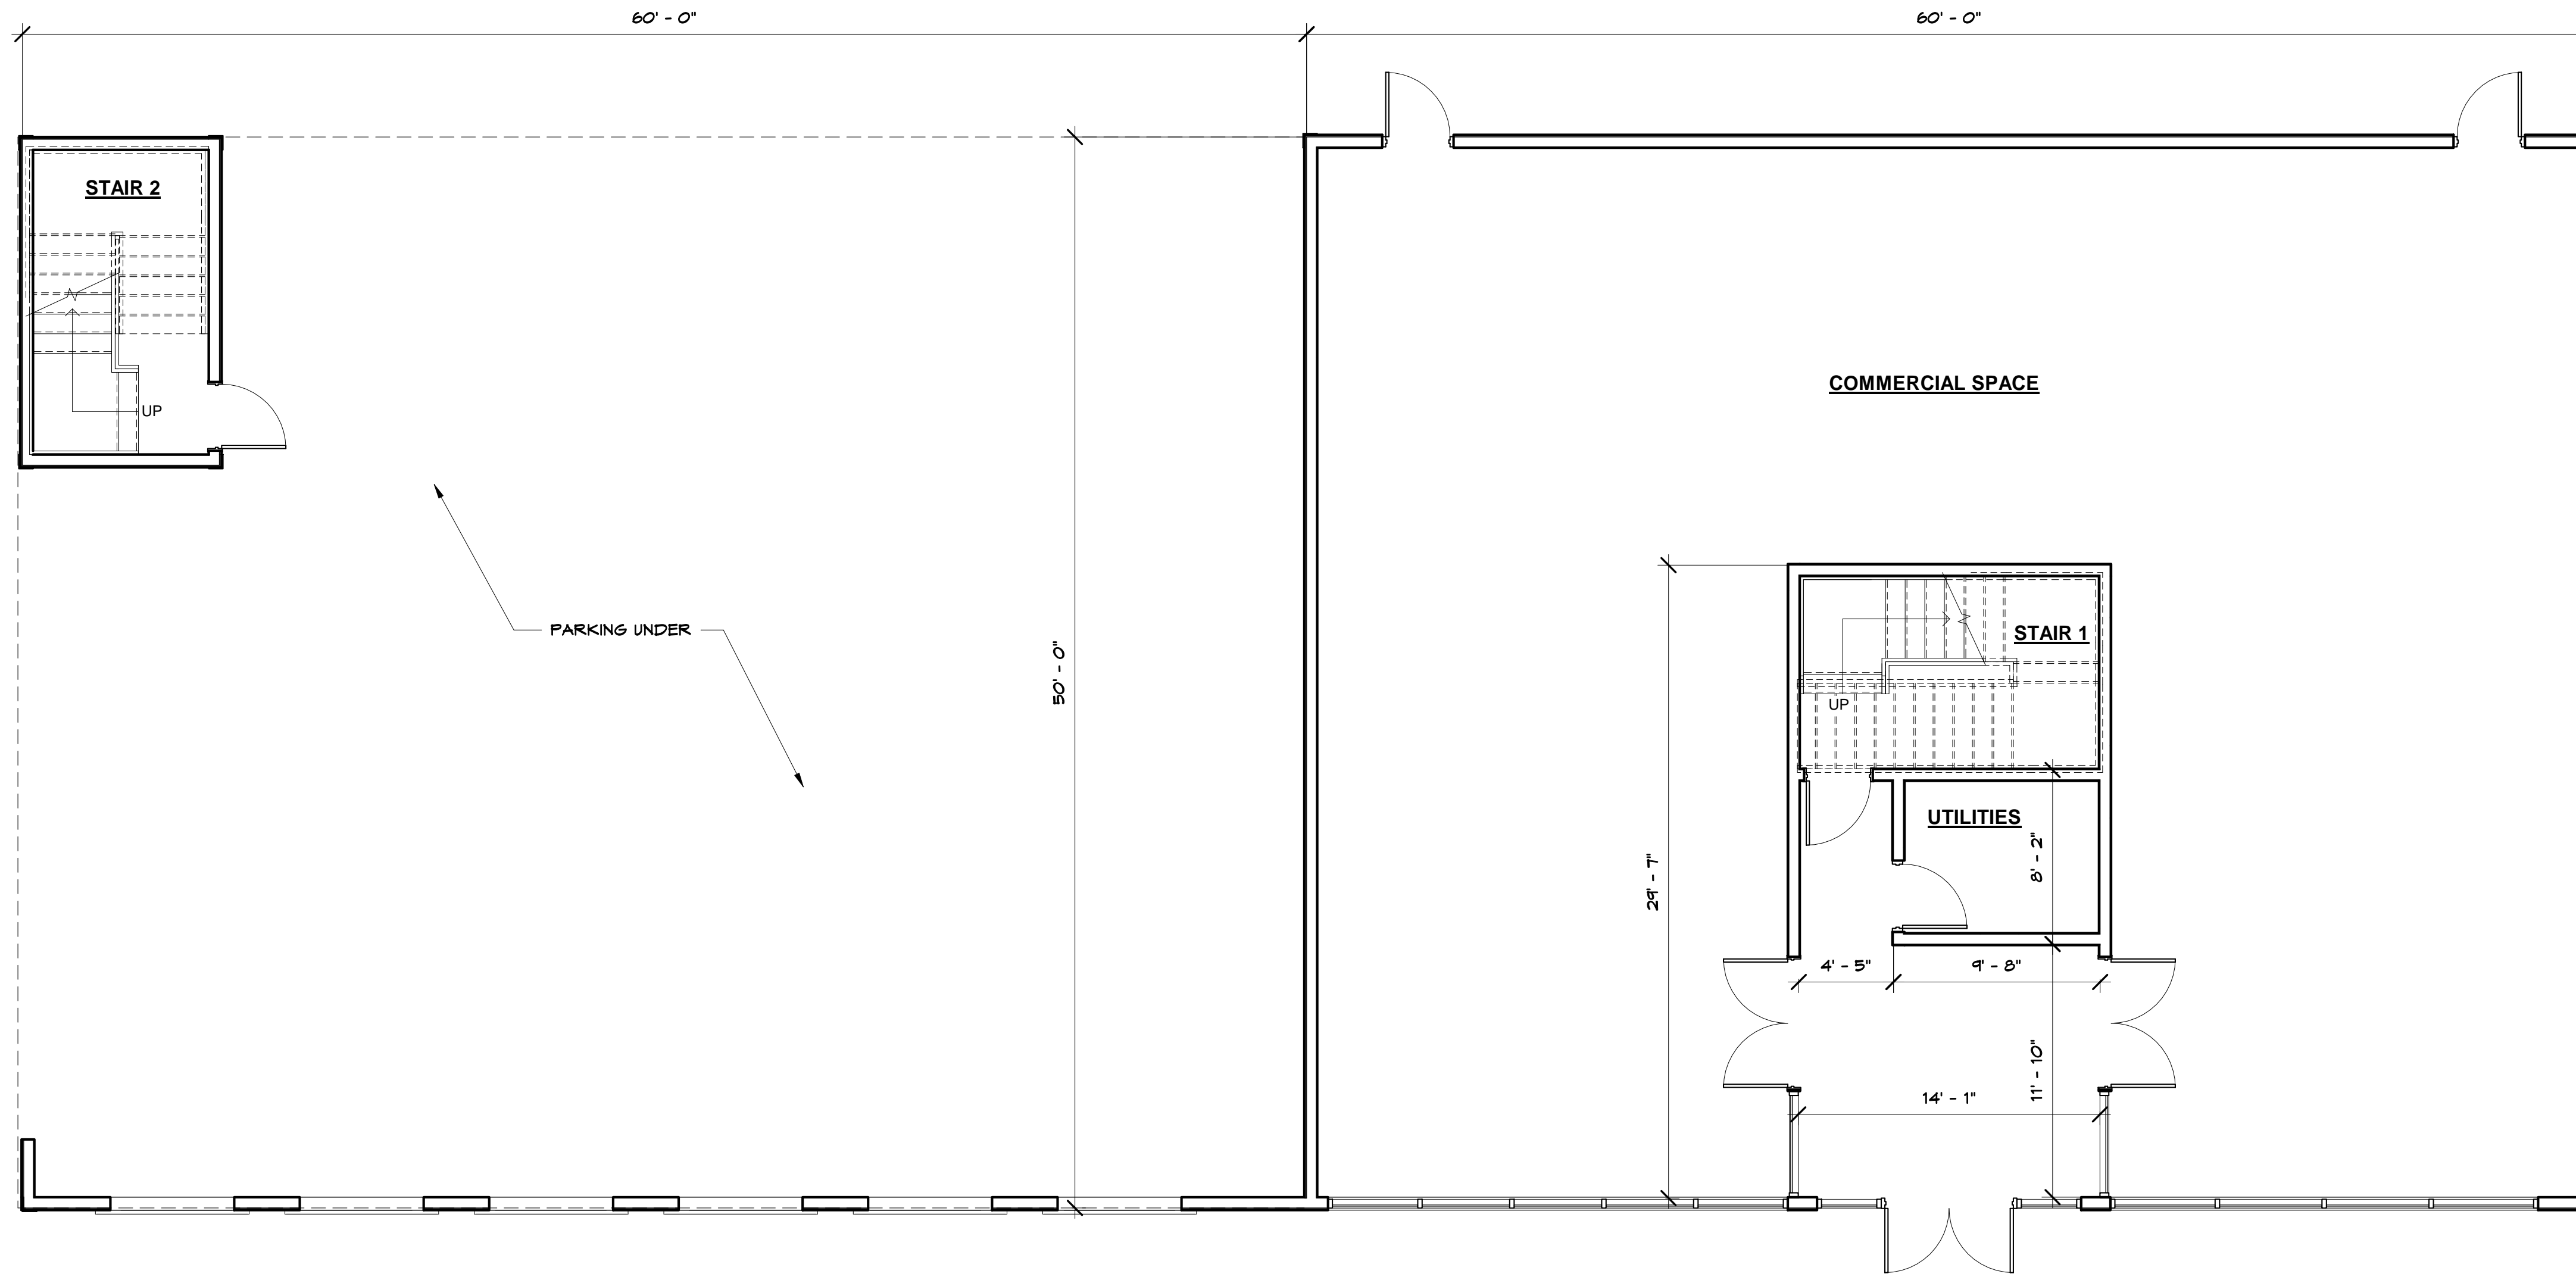 60' - 0"
60' - 0"
STAIR 2
UP
COMMERCIAL SPACE
PARKING UNDER
50' - 0"
STAIR 1
UP
UTILITIES
29' - 7"
8' - 2"
4' - 5"
9' - 8"
11' - 10"
14' - 1"